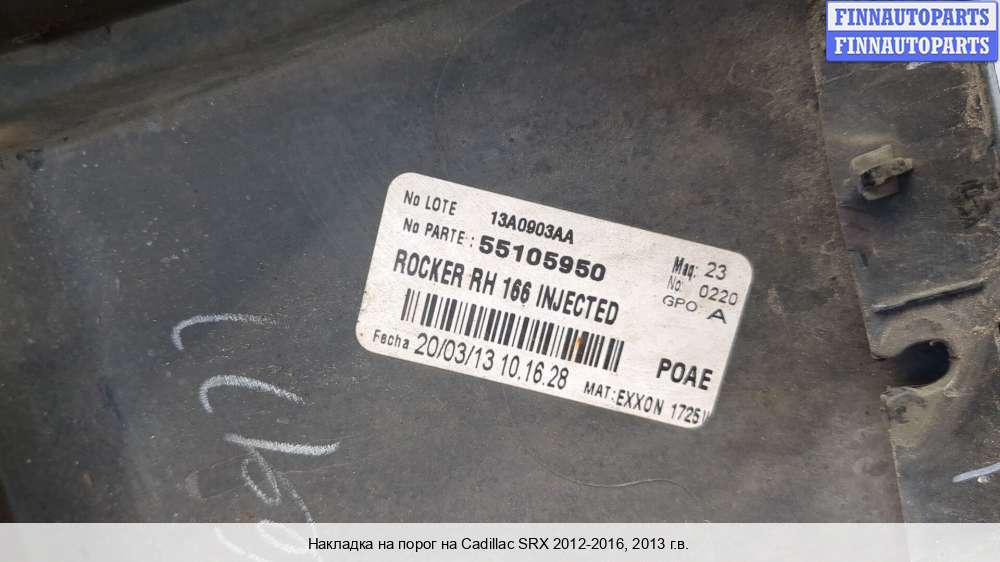 FINNAUTOPARTS
FINNAUTOPARTS
No LOTE 13A0903AA
No PARTE : 55105950
ROCKER RH 166 INJECTED
Maq: 23
No: 0220
GPO: A
Fecha 20/03/13 10.16.28
POAE
MAT:EXXON
Накладка на порог на Cadillac SRX 2012-2016, 2013 г.в.